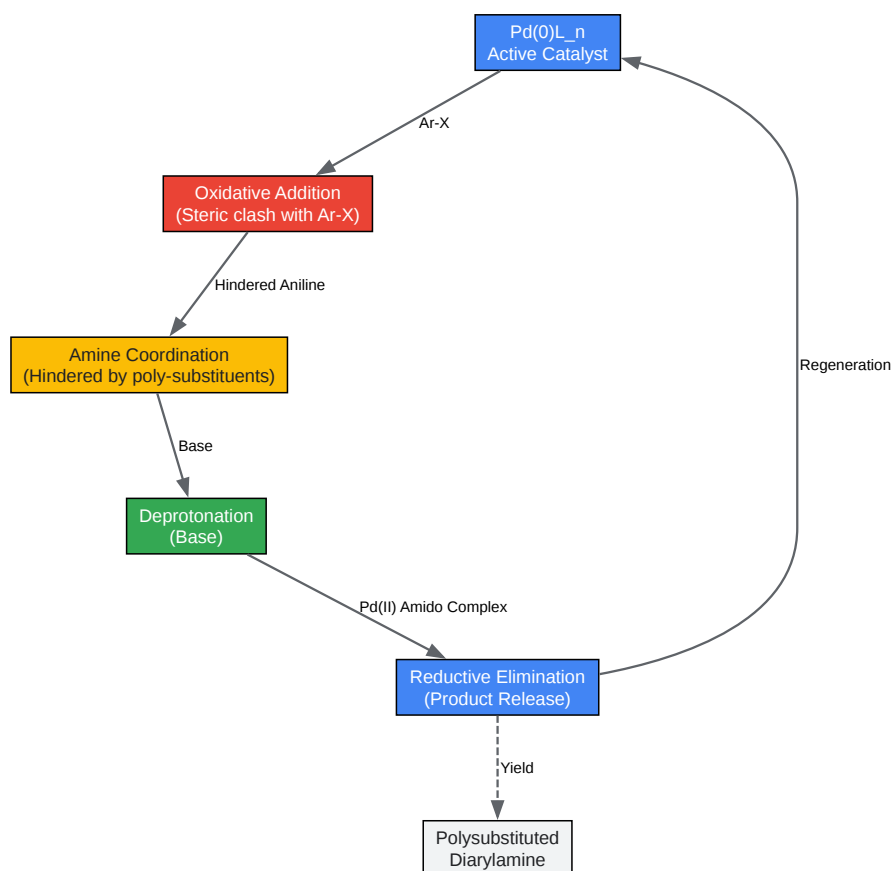 Pd(0)L_n
Active Catalyst
Ar-X
Oxidative Addition
(Steric clash with Ar-X)
Hindered Aniline
Amine Coordination
(Hindered by poly-substituents)
Regeneration
Base
Deprotonation
(Base)
Pd(II) Amido Complex
Reductive Elimination
(Product Release)
Yield
Polysubstituted
Diarylamine